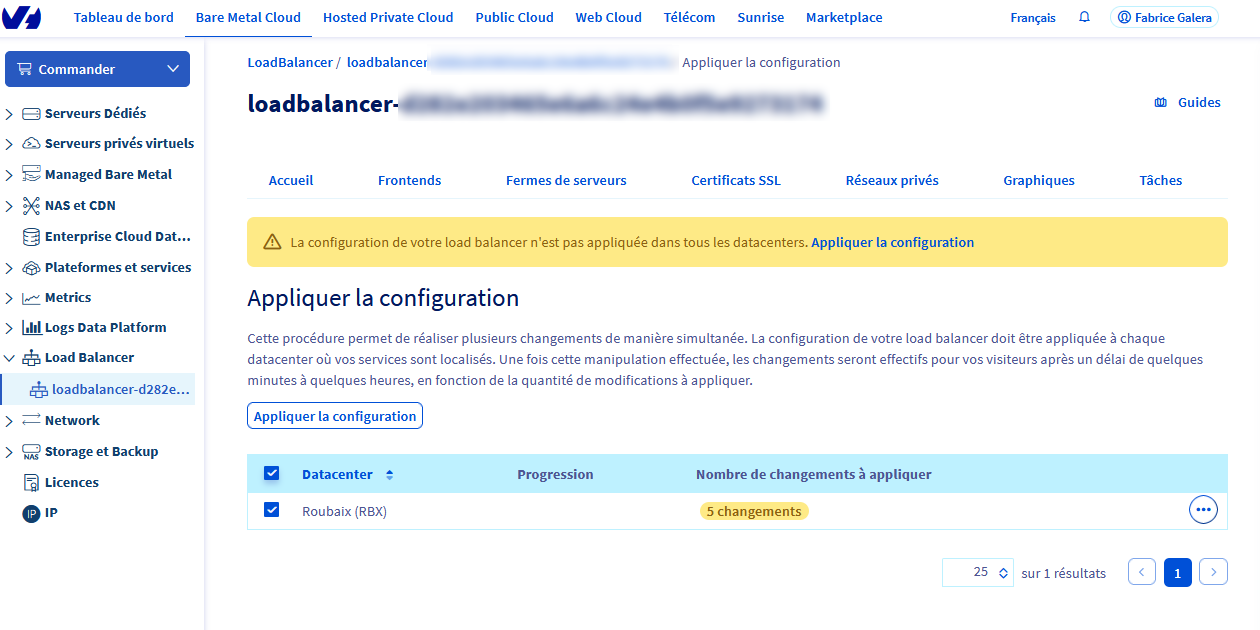 Tableau de bord Bare Metal Cloud Hosted Private Cloud Public Cloud Web Cloud Télécom Sunrise Marketplace Français Fabrice Galera
Commander
Serveurs Dédiés
Serveurs privés virtuels
Managed Bare Metal
NAS et CDN
Enterprise Cloud Dat...
Plateformes et services
Metrics
Logs Data Platform
Load Balancer
loadbalancer-d282e...
Network
NAS Storage et Backup
Licences
IP IP
LoadBalancer / loadbalancer Appliquer la configuration
loadbalancer-
Guides
Accueil Frontends Fermes de serveurs Certificats SSL Réseaux privés Graphiques Tâches
La configuration de votre load balancer n'est pas appliquée dans tous les datacenters. Appliquer la configuration
Appliquer la configuration
Cette procédure permet de réaliser plusieurs changements de manière simultanée. La configuration de votre load balancer doit être appliquée à chaque
datacenter où vos services sont localisés. Une fois cette manipulation effectuée, les changements seront effectifs pour vos visiteurs après un délai de quelques
minutes à quelques heures, en fonction de la quantité de modifications à appliquer.
Appliquer la configuration
Datacenter Progression Nombre de changements à appliquer
Roubaix (RBX) 5 changements
25 sur 1 résultats 1